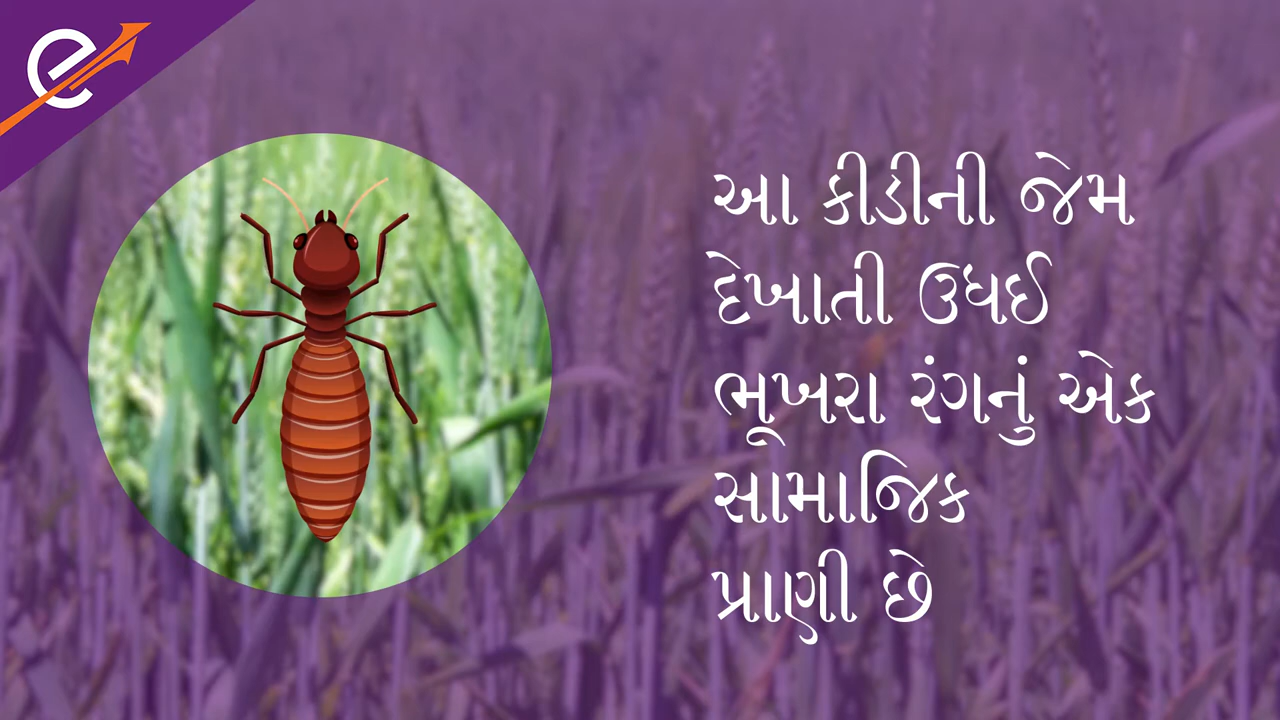 e
આ કીડીની જેમ
દેખાતી ઉધઈ
ભૂખરા રંગનું એક
સામાજિક
પ્રાણી છે